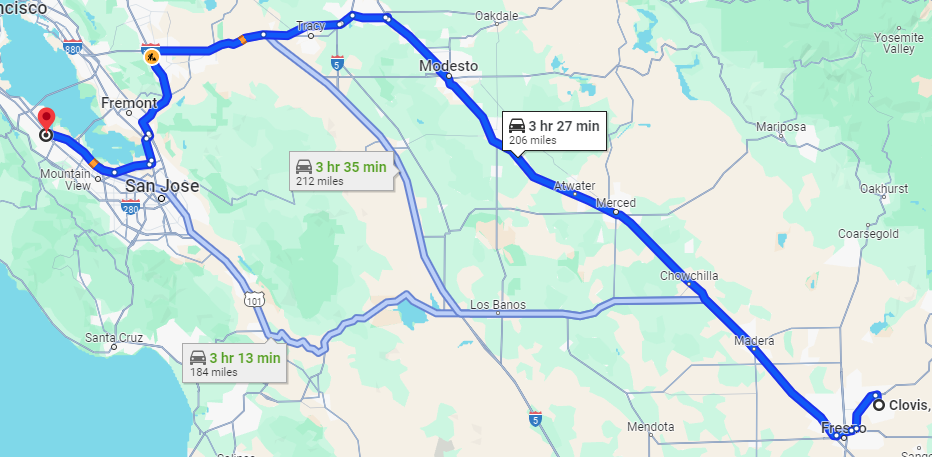 ncisco
880
Oakdale
Tracy
Yosemite
Valley
5
Modesto
Fremont
3 hr 27 min
206 miles
Mariposa
3 hr 35 min
212 miles
Mountain
View
San Jose
Atwater
Merced
Oakhurst
280
Coarsegold
Chowchilla
101
Los Banos
Santa Cruz
Madera
3 hr 13 min
184 miles
Clovis,
5
Mendota
Fresno